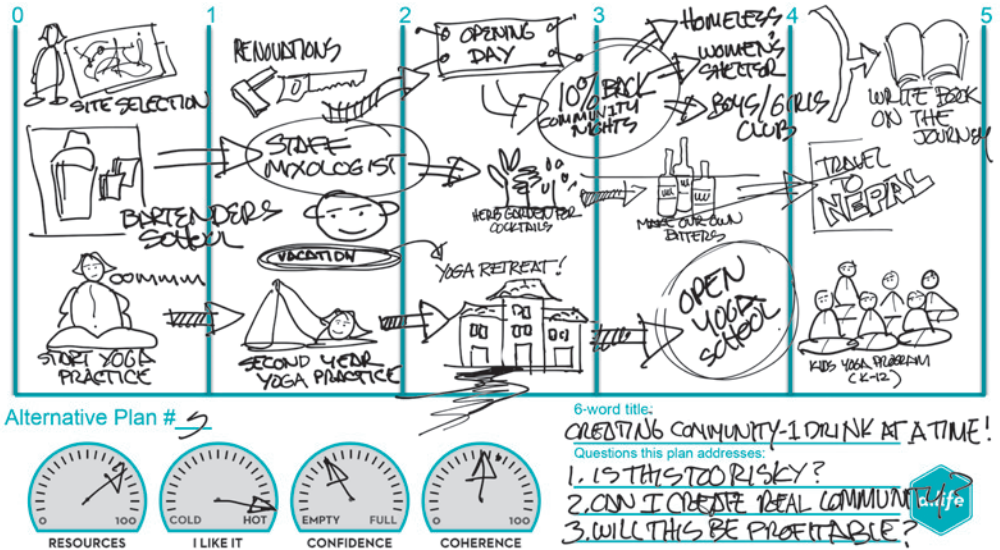 0 1 2 3 4 5
SITE SELECTION
RENOVATIONS
OPENING
DAY
10% BACK
COMMUNITY
NIGHTS
HOMELESS
WOMEN'S
SHELTER
BOYS/GIRLS
CLUB
WRITE BOOK
ON THE
JOURNEY
BARTENDERS
SCHOOL
STAFF
MIXOLOGIST
HERB GARDEN FOR
COCKTAILS
MAKE OUR OWN
BITTERS
TRAVEL
TO
NEPAL
OOMMMM
START YOGA
PRACTICE
VACATION
SECOND YEAR
YOGA PRACTICE
YOGA RETREAT!
OPEN
YOGA
SCHOOL
KIDS YOGA PROGRAM
(K-12)
Alternative Plan # 3
6-word title:
CREATING COMMUNITY-1 DRINK AT A TIME!
Questions this plan addresses:
1. IS THIS TOO RISKY?
2. CAN I CREATE REAL COMMUNITY?
3. WILL THIS BE PROFITABLE?
0 100
RESOURCES
COLD HOT
I LIKE IT
EMPTY FULL
CONFIDENCE
0 100
COHERENCE